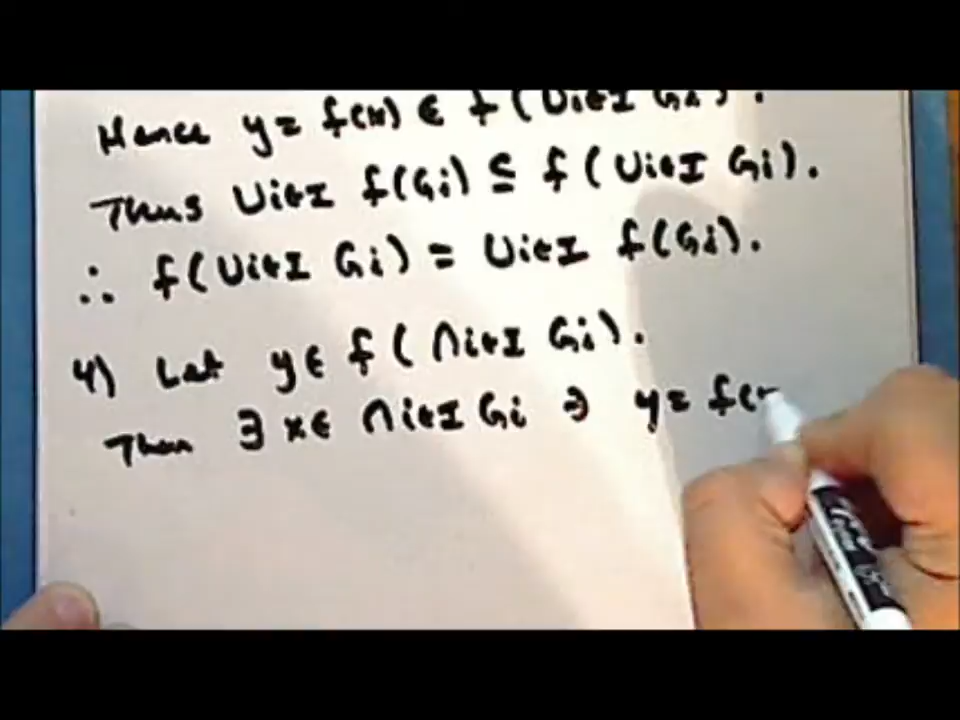 Hence y = f(x) ∈ f(∪i∈I Gi).
Thus ∪i∈I f(Gi) ⊆ f(∪i∈I Gi).
∴ f(∪i∈I Gi) = ∪i∈I f(Gi).
4) Let y ∈ f(∩i∈I Gi).
Then ∃ x ∈ ∩i∈I Gi ∋ y = f(